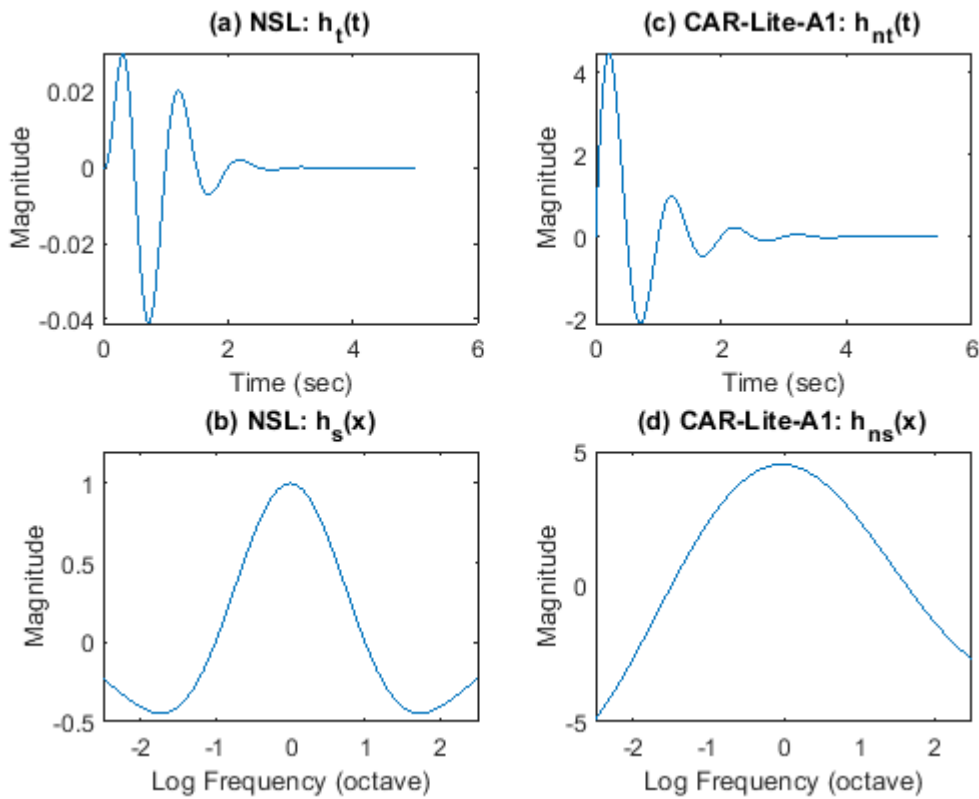 (a) NSL: h_t(t)
Magnitude
0.02
0
-0.02
-0.04
0 2 4 6
Time (sec)
(c) CAR-Lite-A1: h_nt(t)
Magnitude
4
2
0
-2
0 2 4 6
Time (sec)
(b) NSL: h_s(x)
Magnitude
1
0.5
0
-0.5
-2 -1 0 1 2
Log Frequency (octave)
(d) CAR-Lite-A1: h_ns(x)
Magnitude
5
0
-5
-2 -1 0 1 2
Log Frequency (octave)